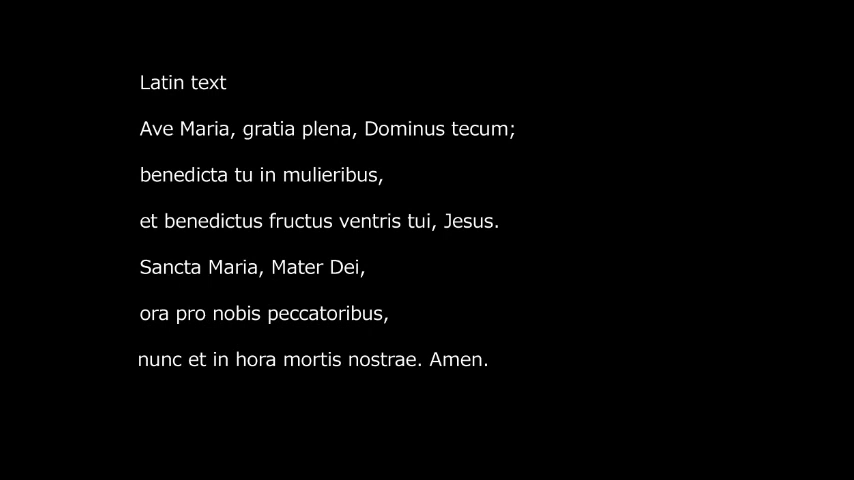 Latin text
Ave Maria, gratia plena, Dominus tecum;
benedicta tu in mulieribus,
et benedictus fructus ventris tui, Jesus.
Sancta Maria, Mater Dei,
ora pro nobis peccatoribus,
nunc et in hora mortis nostrae. Amen.